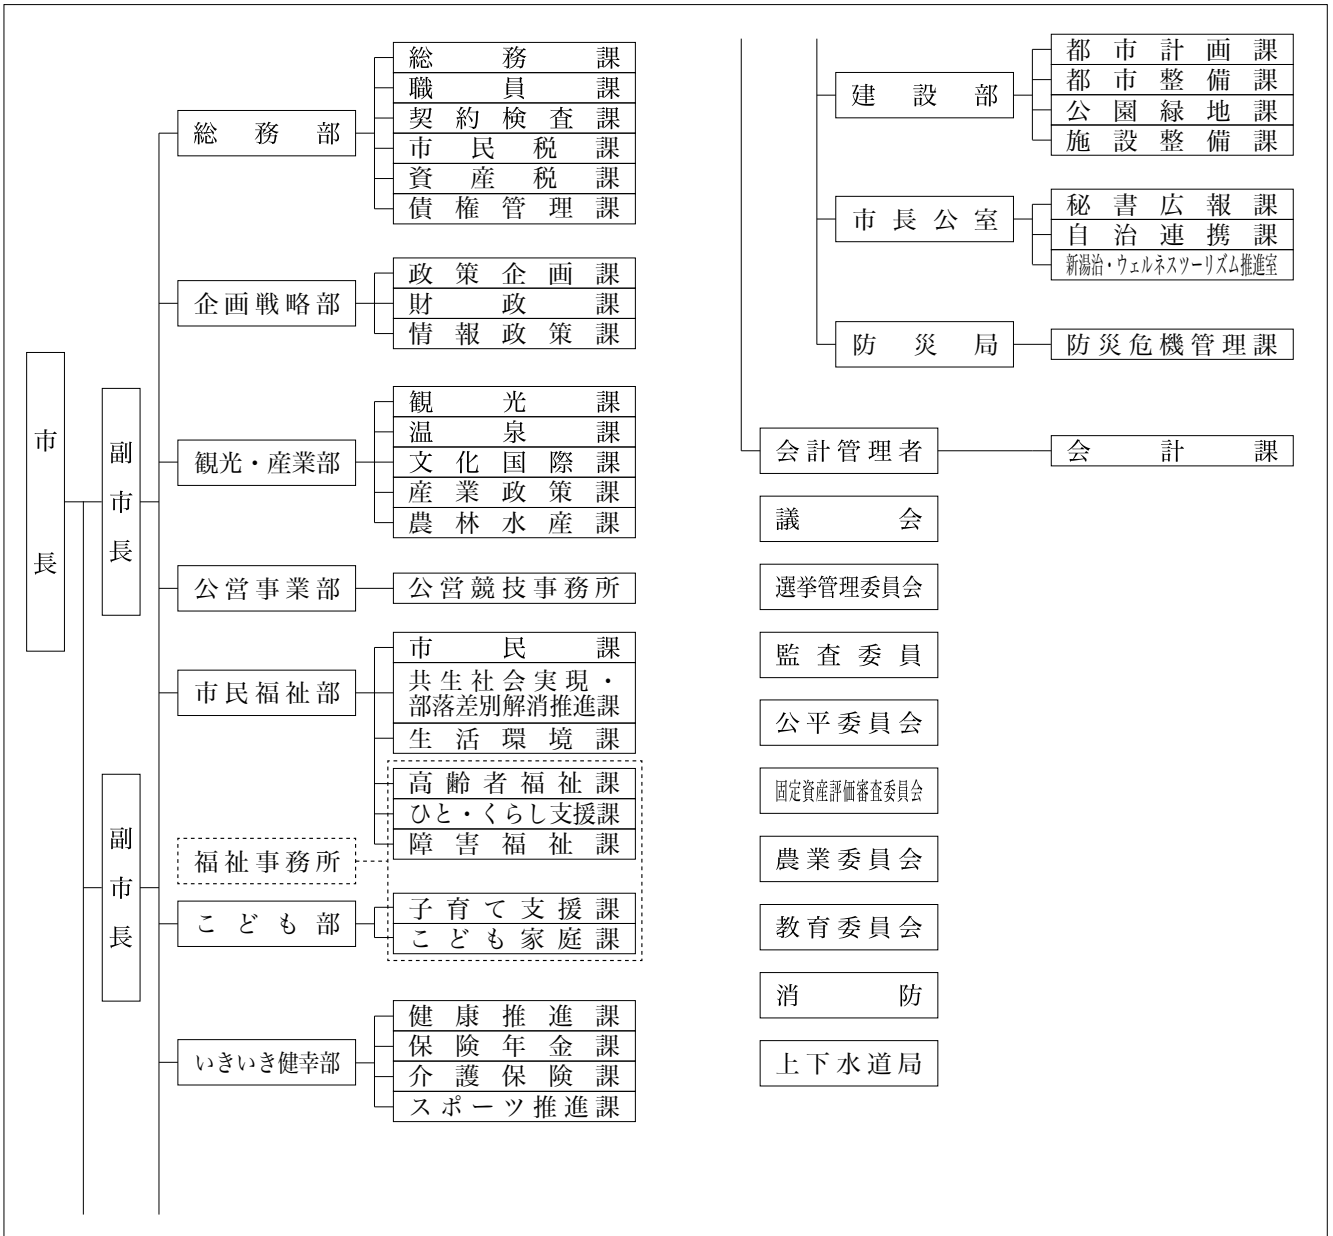 市長
副市長
副市長
総務部
総務課
職員課
契約検査課
市民税課
資産税課
債権管理課
企画戦略部
政策企画課
財政課
情報政策課
観光・産業部
観光課
温泉課
文化国際課
産業政策課
農林水産課
公営事業部
公営競技事務所
市民福祉部
市民課
共生社会実現・
部落差別解消推進課
生活環境課
高齢者福祉課
ひと・くらし支援課
障害福祉課
福祉事務所
こども部
子育て支援課
こども家庭課
いきいき健幸部
健康推進課
保険年金課
介護保険課
スポーツ推進課
建設部
都市計画課
都市整備課
公園緑地課
施設整備課
市長公室
秘書広報課
自治連携課
新湯治・ウェルネスツーリズム推進室
防災局
防災危機管理課
会計管理者
会計課
議会
選挙管理委員会
監査委員
公平委員会
固定資産評価審査委員会
農業委員会
教育委員会
消防
上下水道局